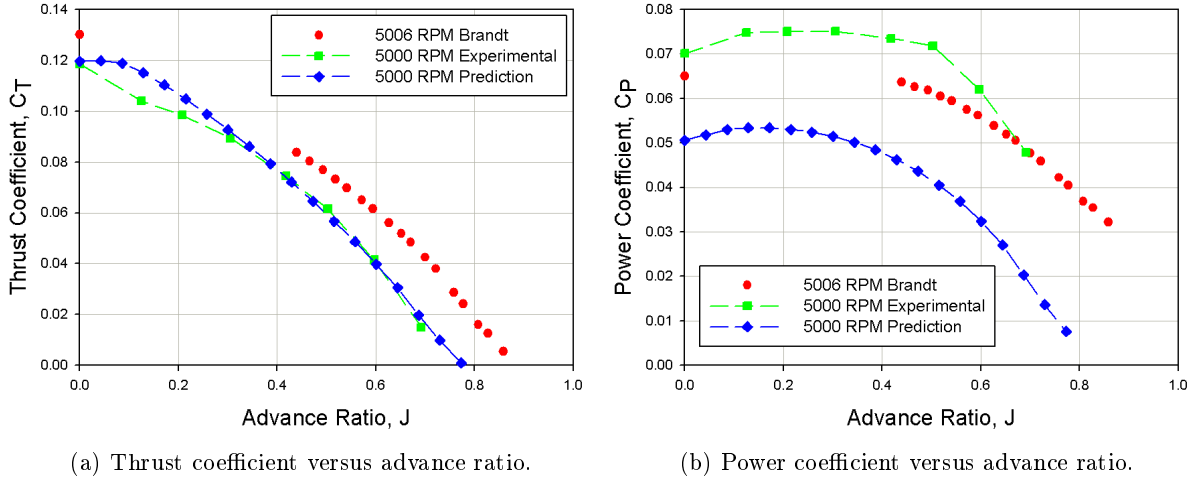 0.14
0.12
0.10
0.08
0.06
0.04
0.02
0.00
Thrust Coefficient, CT
5006 RPM Brandt
5000 RPM Experimental
5000 RPM Prediction
0.0 0.2 0.4 0.6 0.8 1.0
Advance Ratio, J
(a) Thrust coefficient versus advance ratio.
0.08
0.07
0.06
0.05
0.04
0.03
0.02
0.01
0.00
Power Coefficient, CP
5006 RPM Brandt
5000 RPM Experimental
5000 RPM Prediction
0.0 0.2 0.4 0.6 0.8 1.0
Advance Ratio, J
(b) Power coefficient versus advance ratio.